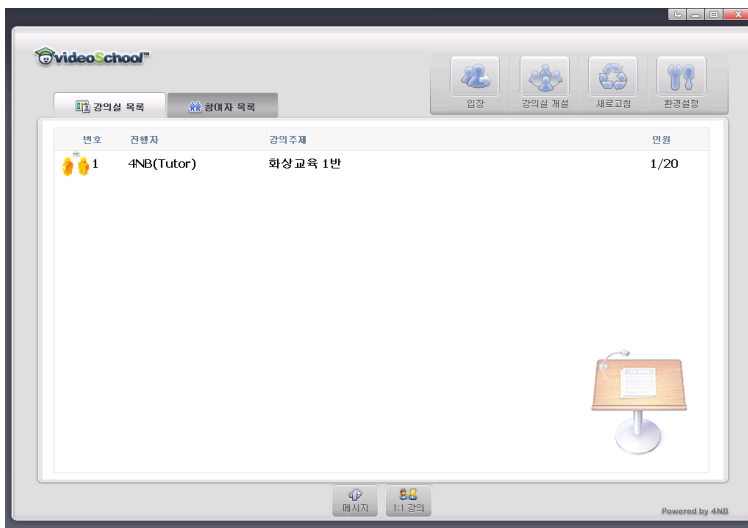 videoSchool™
강의실 목록
참여자 목록
입장
강의실 개설
새로고침
환경설정
번호 진행자 강의주제 인원
1 4NB(Tutor) 화상교육 1반 1/20
메시지
1:1 강의
Powered by 4NB